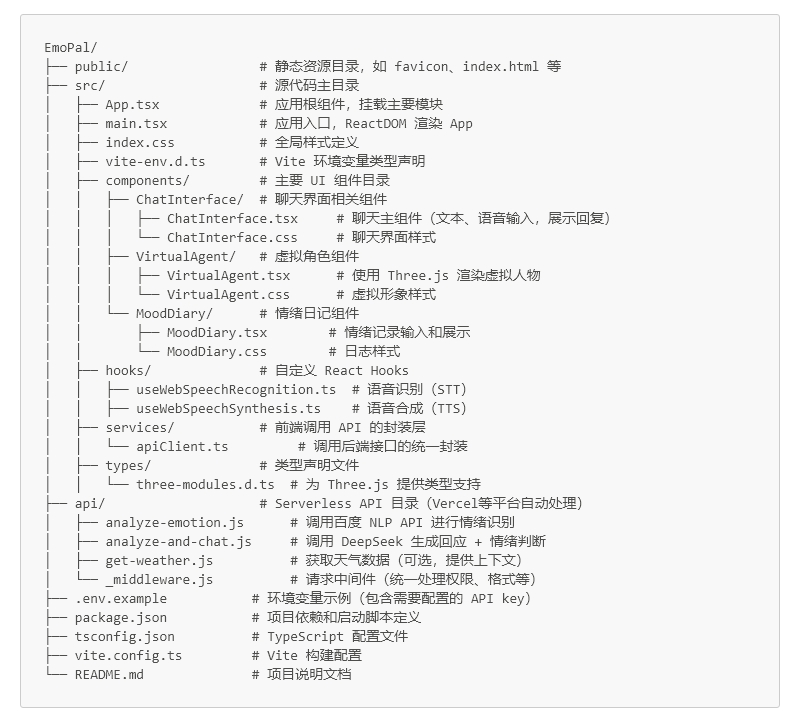 EmoPal/
├── public/                 # 静态资源目录，如 favicon、index.html 等
├── src/                    # 源代码主目录
│   ├── App.tsx             # 应用根组件，挂载主要模块
│   ├── main.tsx            # 应用入口，ReactDOM 渲染 App
│   ├── index.css           # 全局样式定义
│   ├── vite-env.d.ts       # Vite 环境变量类型声明
│   ├── components/         # 主要 UI 组件目录
│   │   ├── ChatInterface/  # 聊天界面相关组件
│   │   │   ├── ChatInterface.tsx     # 聊天主组件（文本、语音输入，展示回复）
│   │   │   └── ChatInterface.css     # 聊天界面样式
│   │   ├── VirtualAgent/   # 虚拟角色组件
│   │   │   ├── VirtualAgent.tsx      # 使用 Three.js 渲染虚拟人物
│   │   │   └── VirtualAgent.css      # 虚拟形象样式
│   │   └── MoodDiary/      # 情绪日记组件
│   │       ├── MoodDiary.tsx        # 情绪记录输入和展示
│   │       └── MoodDiary.css        # 日志样式
│   ├── hooks/              # 自定义 React Hooks
│   │   ├── useWebSpeechRecognition.ts  # 语音识别（STT）
│   │   ├── useWebSpeechSynthesis.ts    # 语音合成（TTS）
│   ├── services/           # 前端调用 API 的封装层
│   │   └── apiClient.ts         # 调用后端接口的统一封装
│   ├── types/              # 类型声明文件
│   │   └── three-modules.d.ts  # 为 Three.js 提供类型支持
├── api/                    # Serverless API 目录（Vercel等平台自动处理）
│   ├── analyze-emotion.js      # 调用百度 NLP API 进行情绪识别
│   ├── analyze-and-chat.js     # 调用 DeepSeek 生成回应 + 情绪判断
│   ├── get-weather.js          # 获取天气数据（可选，提供上下文）
│   └── _middleware.js          # 请求中间件（统一处理权限、格式等）
├── .env.example           # 环境变量示例（包含需要配置的 API key）
├── package.json           # 项目依赖和启动脚本定义
├── tsconfig.json          # TypeScript 配置文件
├── vite.config.ts         # Vite 构建配置
└── README.md              # 项目说明文档